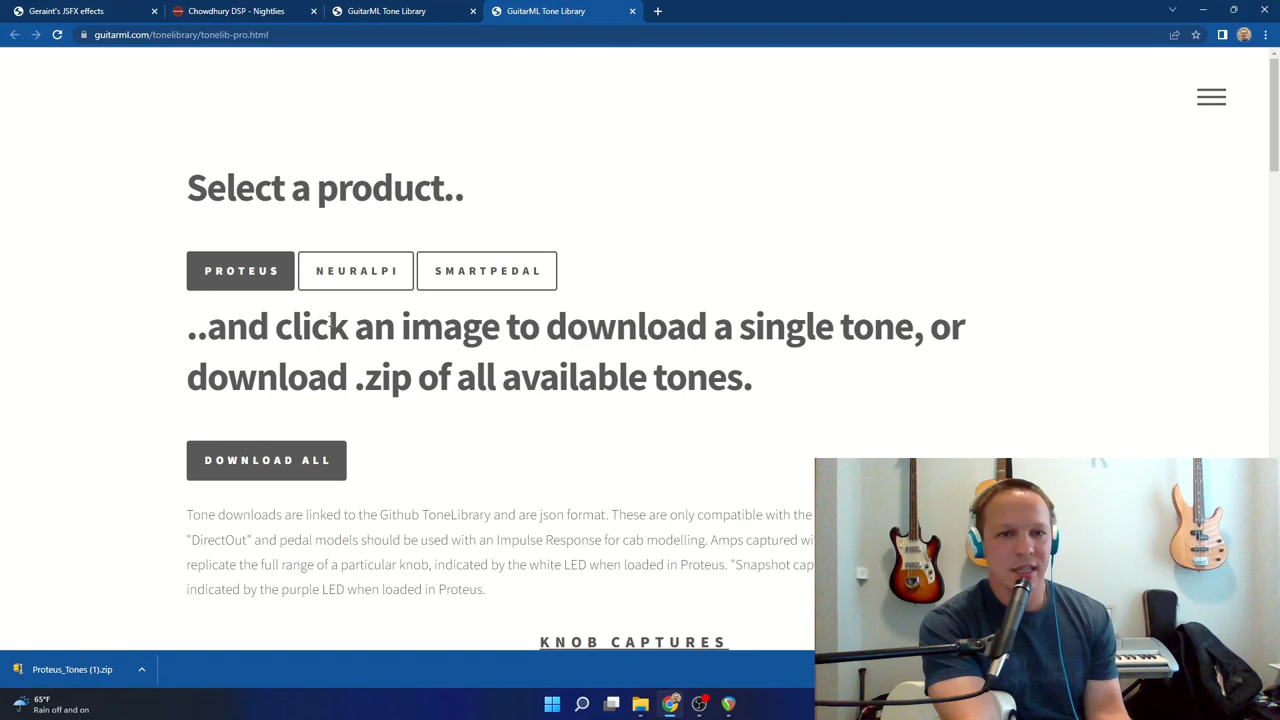 Geraint's JSFX effects
Chowdhury DSP - Nightlies
GuitarML Tone Library
GuitarML Tone Library
guitarml.com/tonelibrary/tonelib-pro.html
Select a product..
PROTEUS
NEURALPI
SMARTPEDAL
..and click an image to download a single tone, or
download .zip of all available tones.
DOWNLOAD ALL
Tone downloads are linked to the Github ToneLibrary and are json format. These are only compatible with the
"DirectOut" and pedal models should be used with an Impulse Response for cab modelling. Amps captured wi
replicate the full range of a particular knob, indicated by the white LED when loaded in Proteus. "Snapshot cap
indicated by the purple LED when loaded in Proteus.
KNOB CAPTURES
Proteus_Tones (1).zip
65°F
Rain off and on